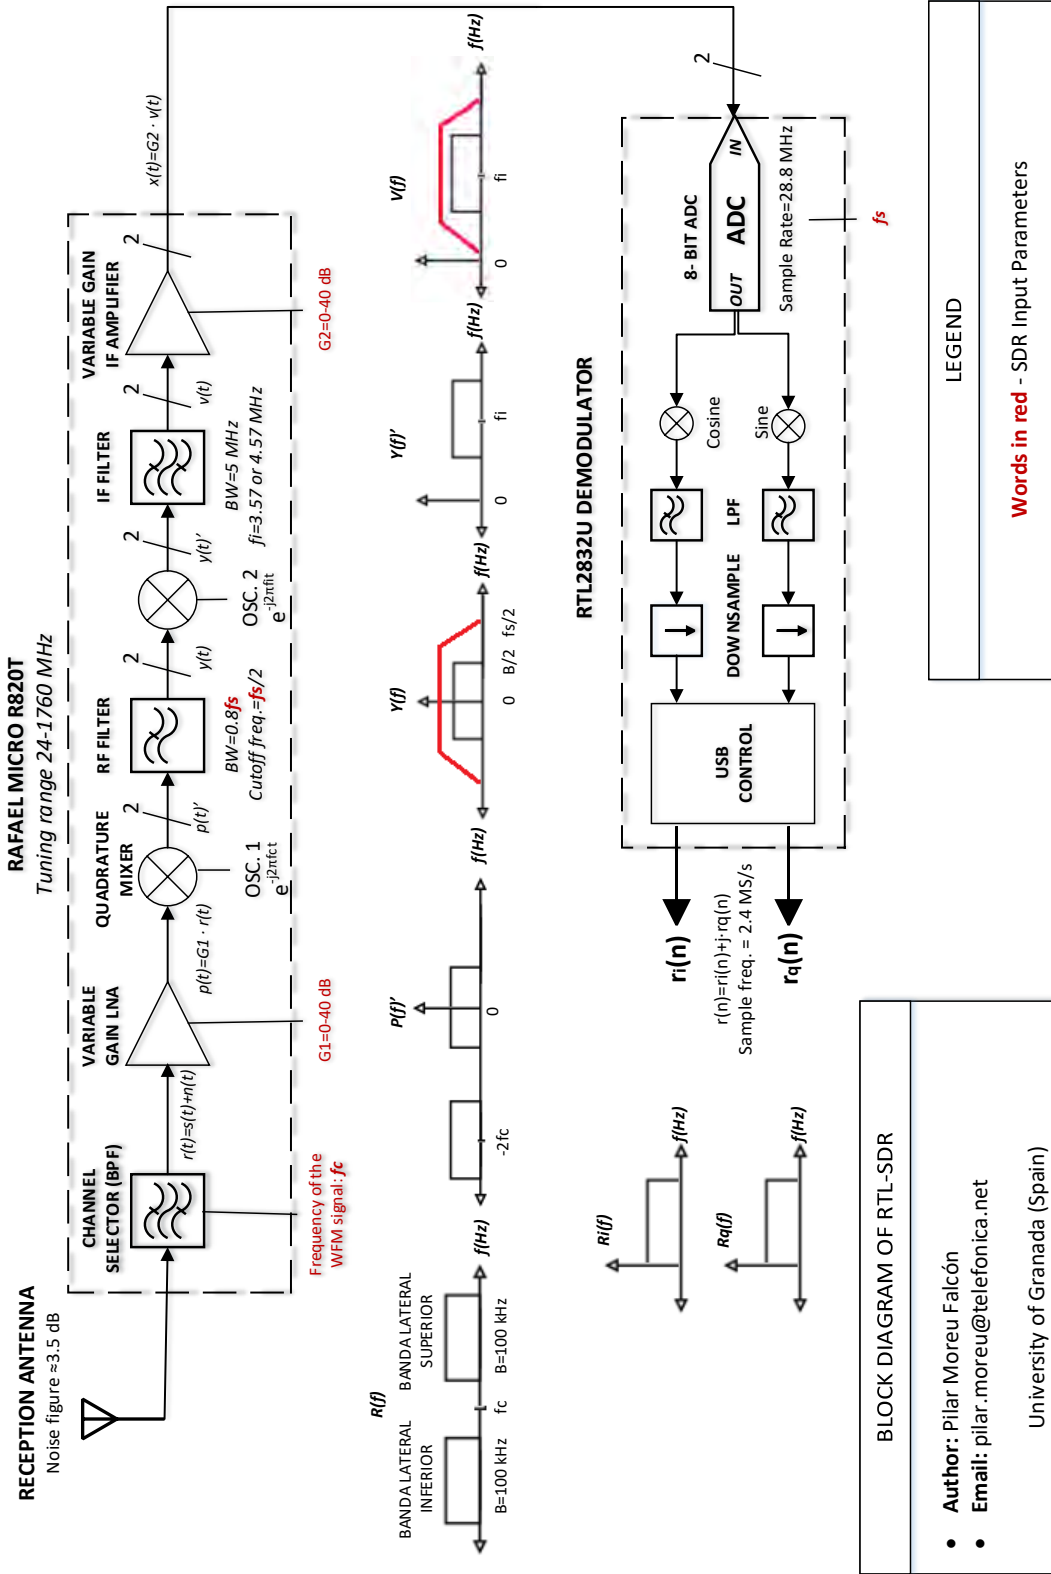 RECEPTION ANTENNA
Noise figure ≈3.5 dB
RAFAEL MICRO R820T
Tuning range 24-1760 MHz
CHANNEL
SELECTOR (BPF)
r(t)=s(t)+n(t)
VARIABLE
GAIN LNA
p(t)=G1 · r(t)
QUADRATURE
MIXER
2
p(t)'
RF FILTER
2
y(t)
2
y(t)'
IF FILTER
2
v(t)
VARIABLE GAIN
IF AMPLIFIER
2
x(t)=G2 · v(t)
Frequency of the
WFM signal: fc
G1=0-40 dB
OSC. 1
e-j2πfct
BW=0.8fs
Cutoff freq.=fs/2
OSC. 2
e-j2πfit
BW=5 MHz
fi=3.57 or 4.57 MHz
G2=0-40 dB
R(f)
BANDA LATERAL
INFERIOR
BANDA LATERAL
SUPERIOR
f(Hz)
B=100 kHz
fc
B=100 kHz
P(f)'
f(Hz)
-2fc
0
Y(f)
f(Hz)
0
B/2
fs/2
Y(f)'
f(Hz)
0
fi
V(f)
f(Hz)
0
fi
RTL2832U DEMODULATOR
2
8- BIT ADC
OUT
ADC
IN
Sample Rate=28.8 MHz
fs
Cosine
Sine
LPF
DOWNSAMPLE
USB
CONTROL
ri(n)
r(n)=ri(n)+j·rq(n)
Sample freq. = 2.4 MS/s
rq(n)
Ri(f)
f(Hz)
Rq(f)
f(Hz)
BLOCK DIAGRAM OF RTL-SDR
• Author: Pilar Moreu Falcón
• Email: pilar.moreu@telefonica.net
University of Granada (Spain)
LEGEND
Words in red - SDR Input Parameters